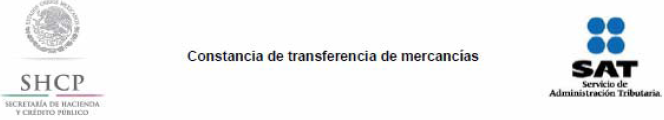 Constancia de transferencia de mercancías
SHCP
SECRETARÍA DE HACIENDA
Y CRÉDITO PÚBLICO
SAT
Servicio de
Administración Tributaria.